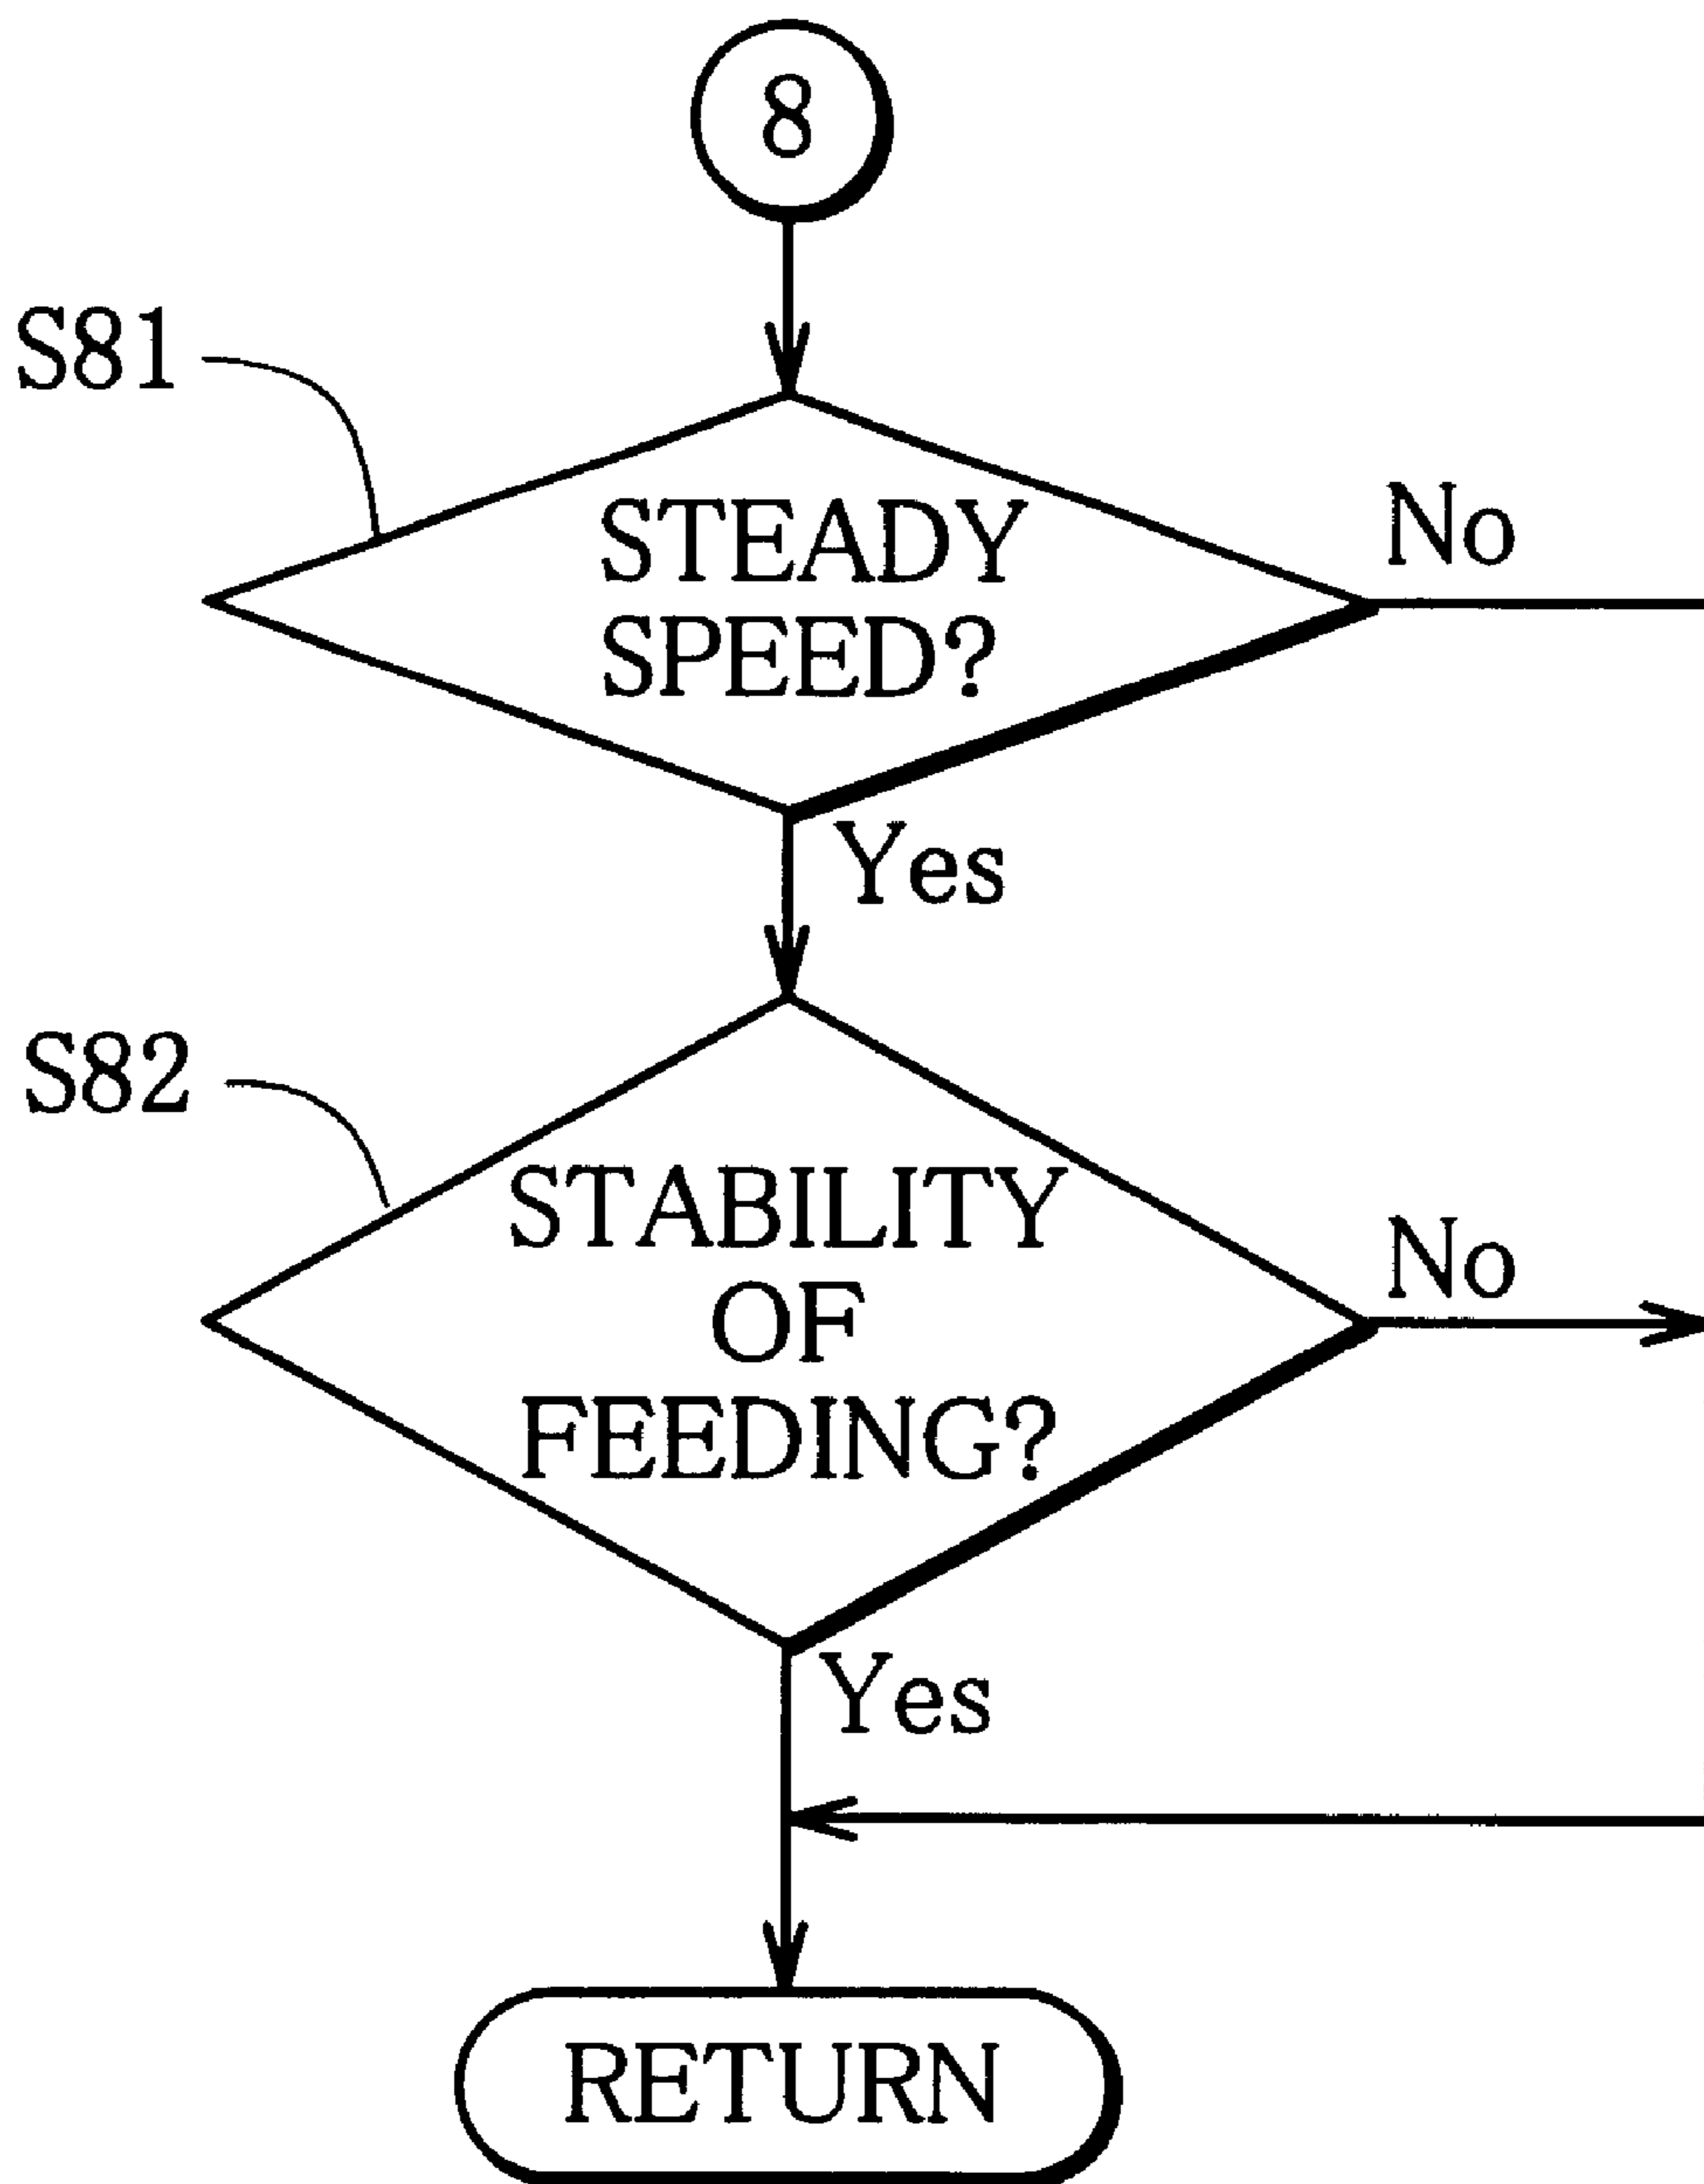 8
S81
STEADY
SPEED?
No
Yes
S82
STABILITY
OF
FEEDING?
No
Yes
RETURN